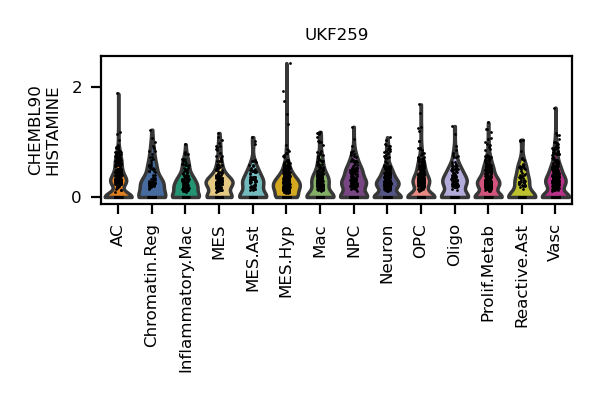 UKF259
CHEMBL90
HISTAMINE
2
0
AC
Chromatin.Reg
Inflammatory.Mac
MES
MES.Ast
MES.Hyp
Mac
NPC
Neuron
OPC
Oligo
Prolif.Metab
Reactive.Ast
Vasc